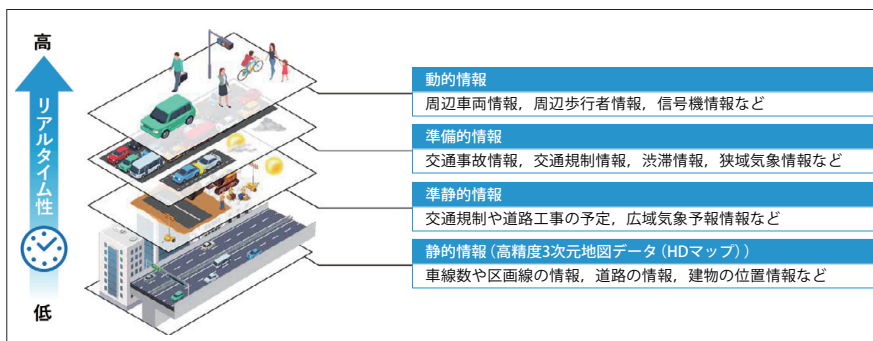 高
リアルタイム性
低
動的情報
周辺車両情報，周辺歩行者情報，信号機情報など
準備的情報
交通事故情報，交通規制情報，渋滞情報，狭域気象情報など
準静的情報
交通規制や道路工事の予定，広域気象予報情報など
静的情報（高精度3次元地図データ（HDマップ））
車線数や区画線の情報，道路の情報，建物の位置情報など